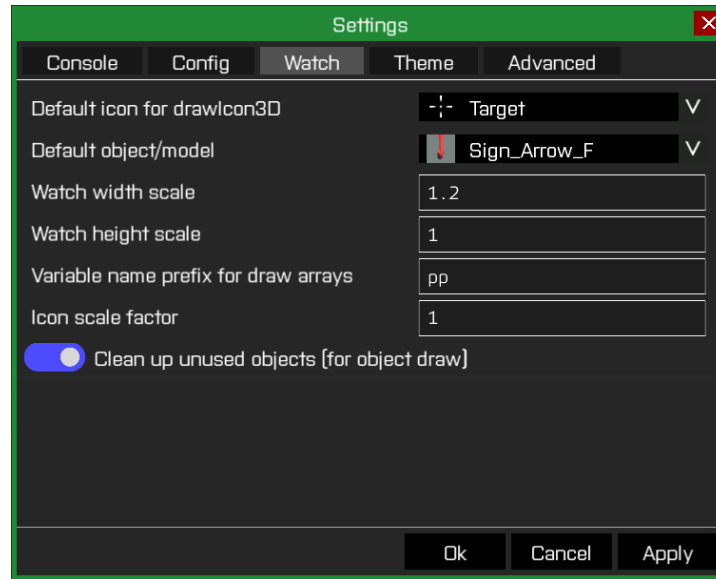 Settings
Console Config Watch Theme Advanced
Default icon for drawIcon3D Target
Default object/model Sign_Arrow_F
Watch width scale 1.2
Watch height scale 1
Variable name prefix for draw arrays pp
Icon scale factor 1
Clean up unused objects (for object draw)
Ok Cancel Apply